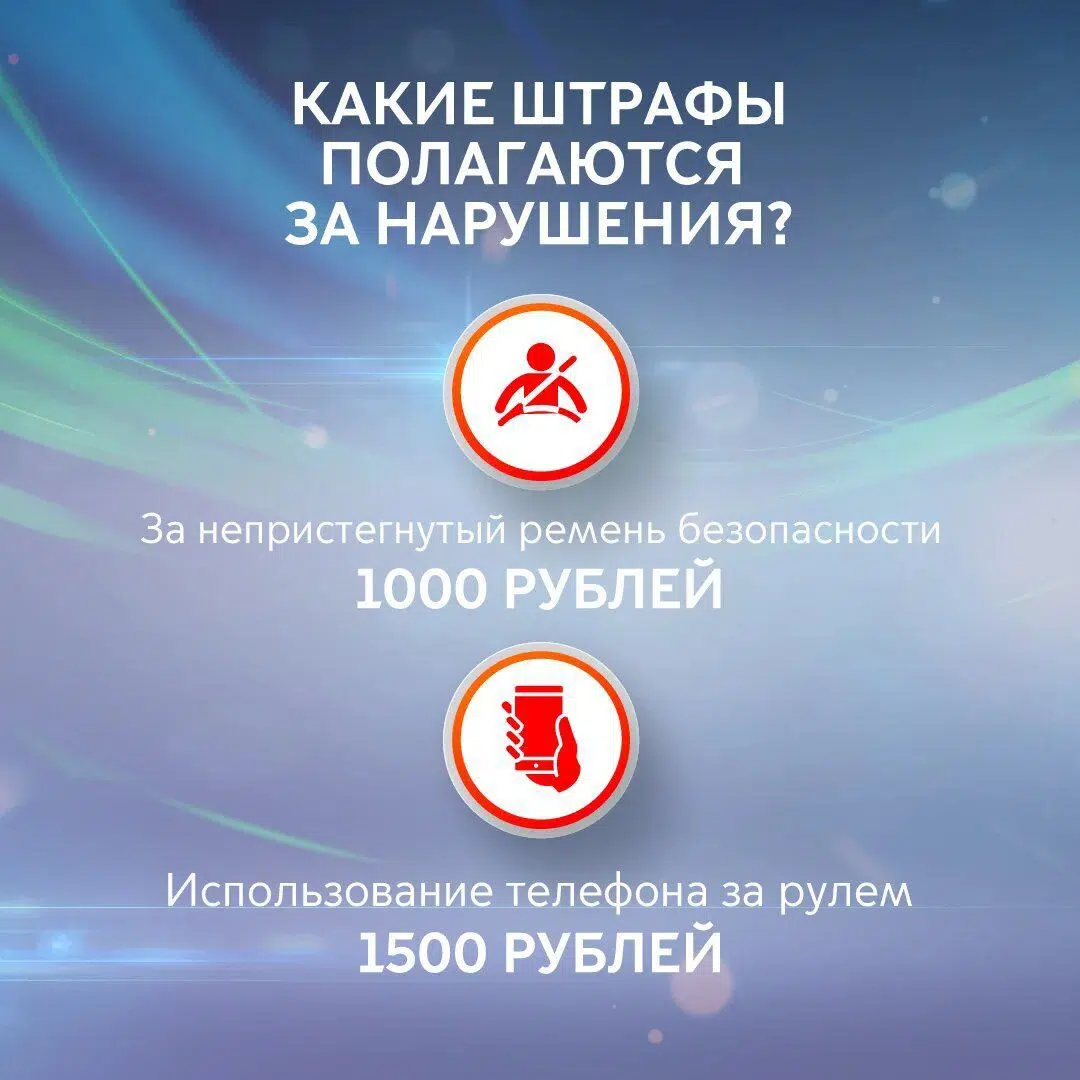 КАКИЕ ШТРАФЫ
ПОЛАГАЮТСЯ
ЗА НАРУШЕНИЯ?
За непристегнутый ремень безопасности
1000 РУБЛЕЙ
Использование телефона за рулем
1500 РУБЛЕЙ